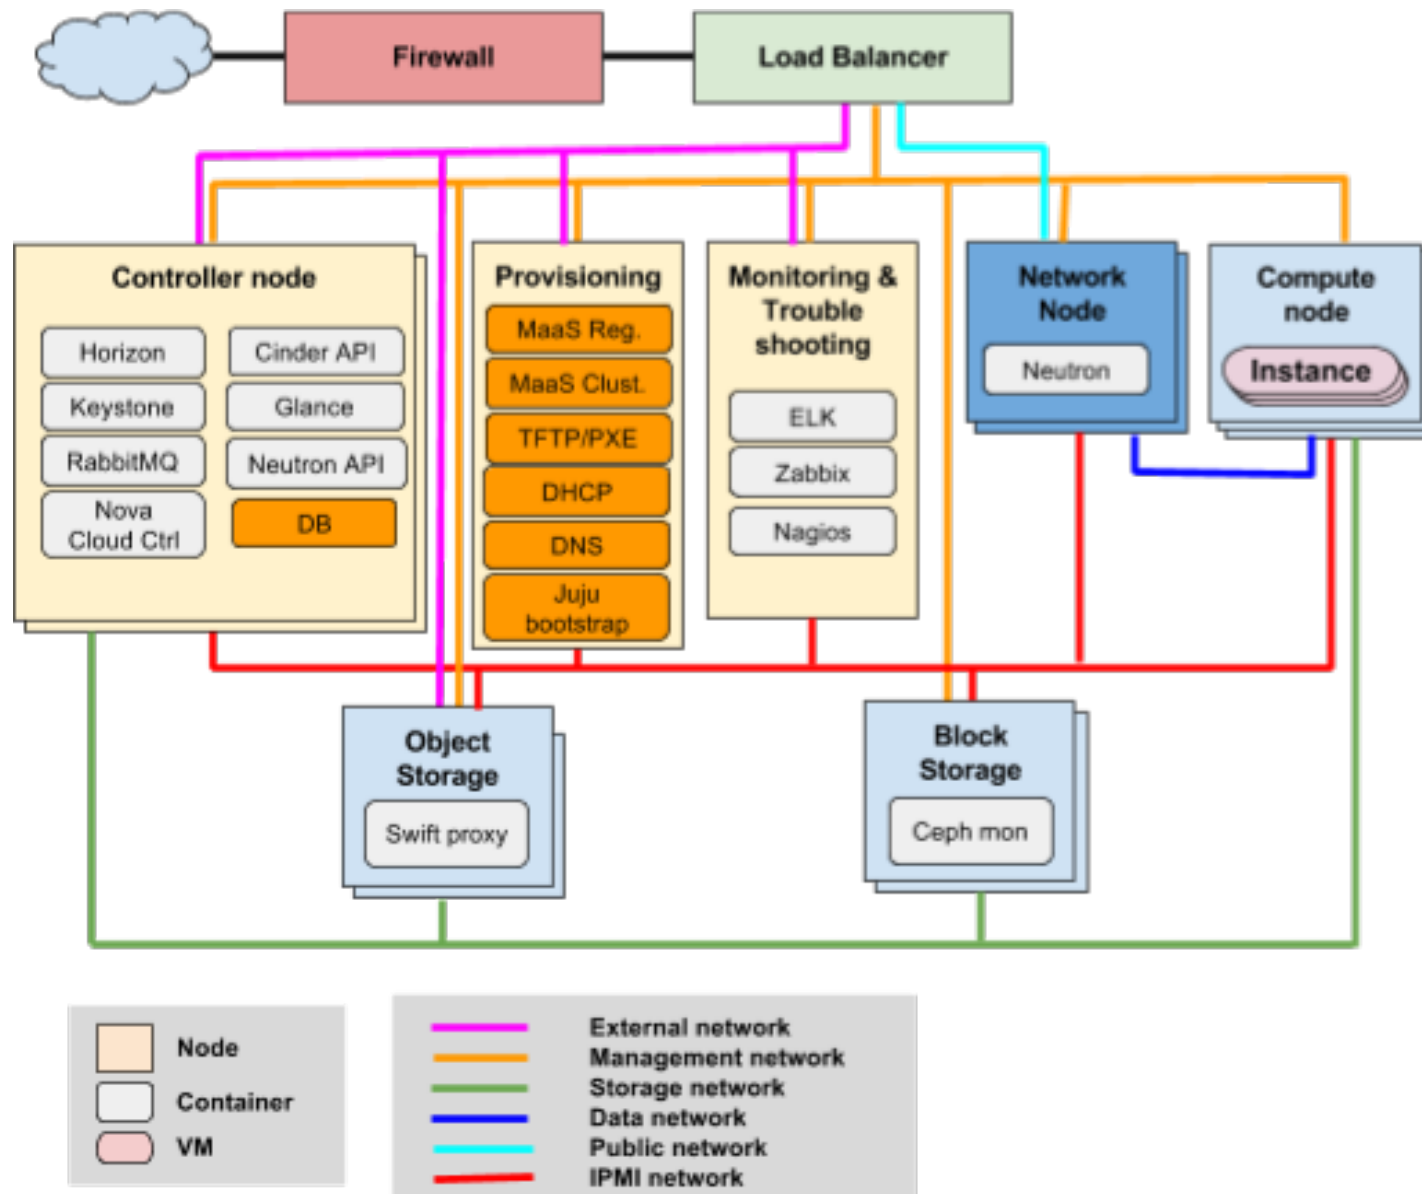 Firewall
Load Balancer
Controller node
Horizon
Cinder API
Keystone
Glance
RabbitMQ
Neutron API
Nova
Cloud Ctrl
DB
Provisioning
MaaS Reg.
MaaS Clust.
TFTP/PXE
DHCP
DNS
Juju
bootstrap
Monitoring &
Trouble
shooting
ELK
Zabbix
Nagios
Network
Node
Neutron
Compute
node
Instance
Object
Storage
Swift proxy
Block
Storage
Ceph mon
Node
Container
VM
External network
Management network
Storage network
Data network
Public network
IPMI network